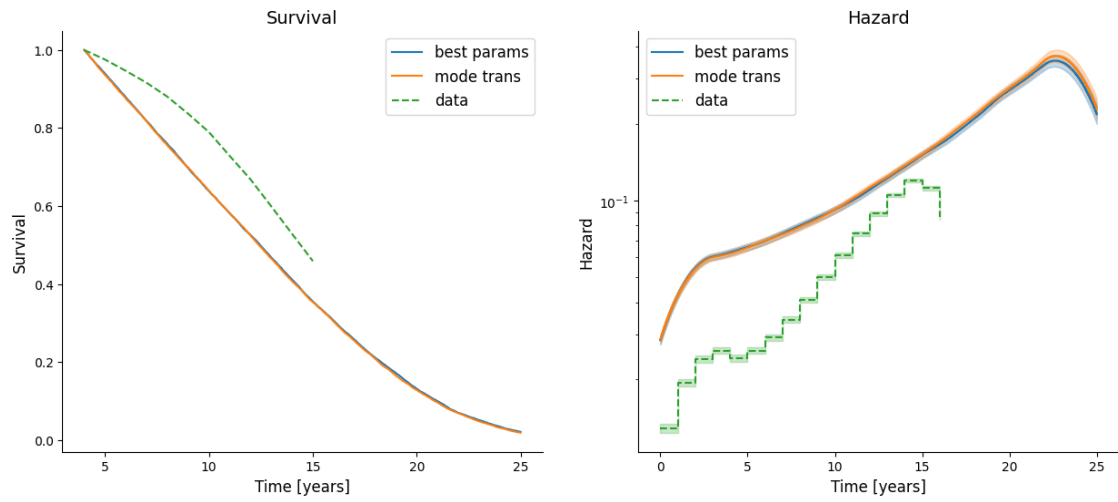 Survival
best params
mode trans
data
1.0
0.8
0.6
0.4
0.2
0.0
Survival
5
10
15
20
25
Time [years]
Hazard
best params
mode trans
data
10⁻¹
Hazard
0
5
10
15
20
25
Time [years]